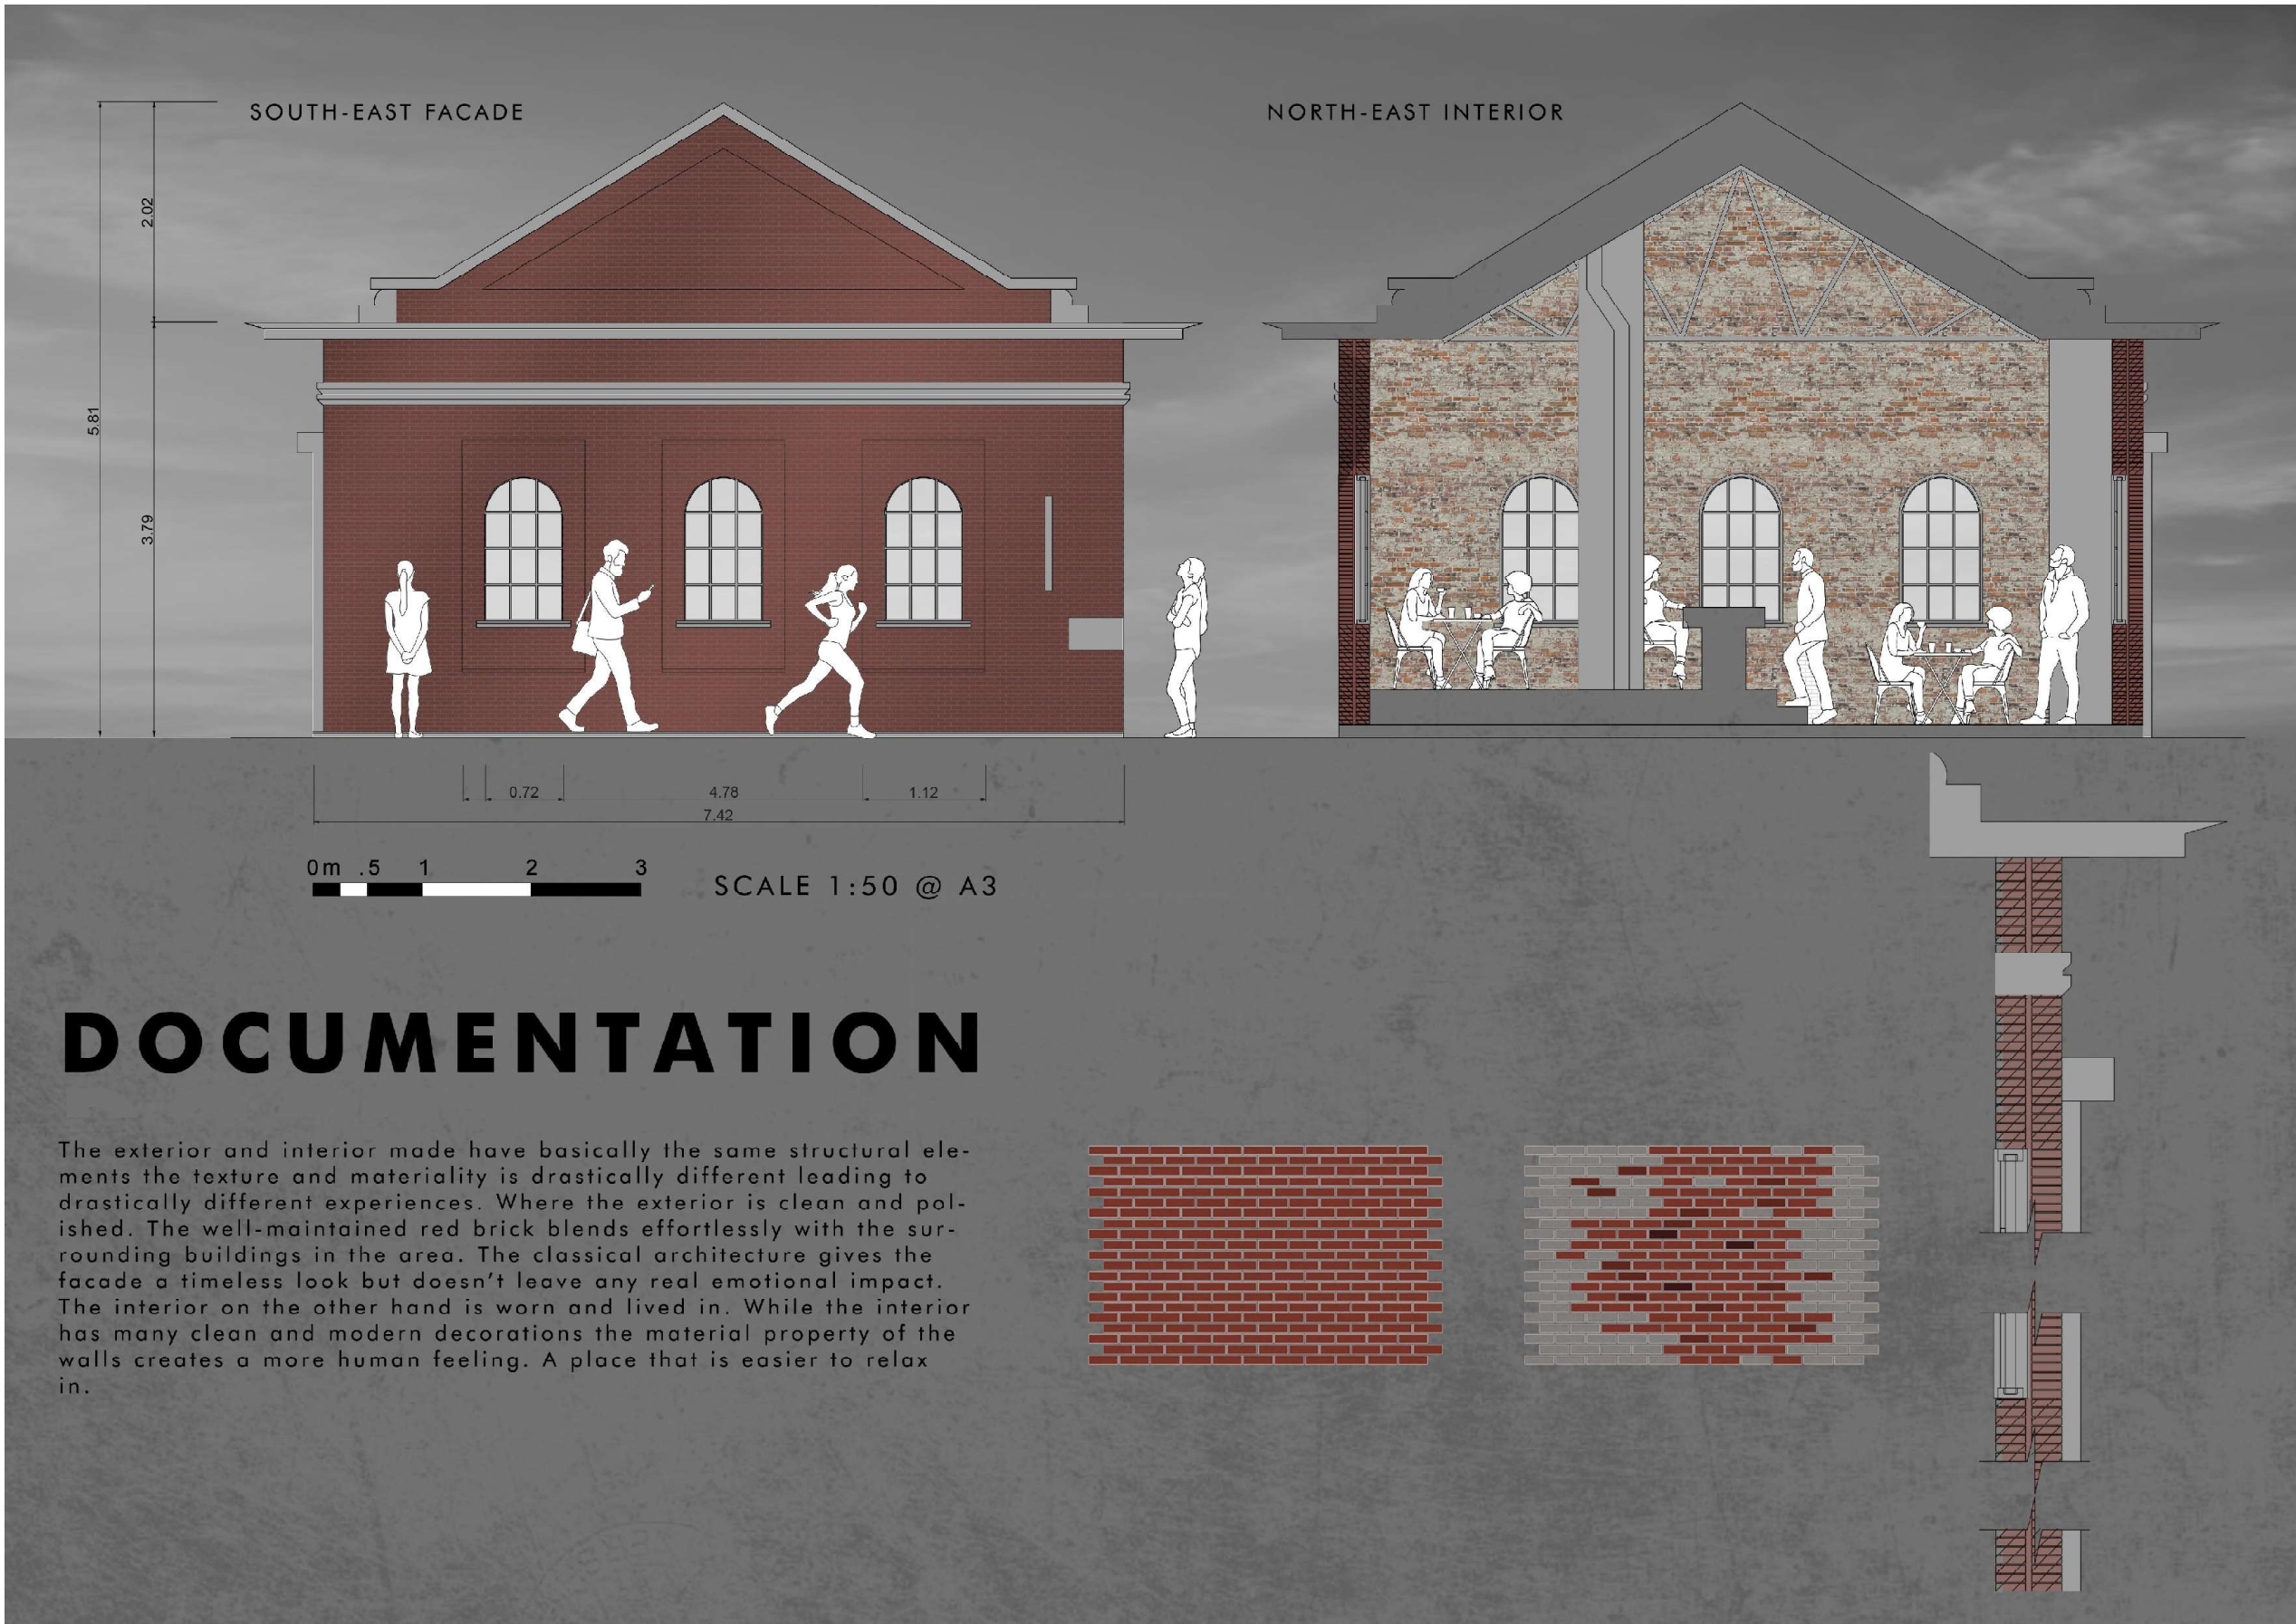 SOUTH-EAST FACADE
NORTH-EAST INTERIOR
2.02
5.81
3.79
0.72
4.78
1.12
7.42
0m .5 1 2 3
SCALE 1:50 @ A3
DOCUMENTATION
The exterior and interior made have basically the same structural ele-
ments the texture and materiality is drastically different leading to
drastically different experiences. Where the exterior is clean and pol-
ished. The well-maintained red brick blends effortlessly with the sur-
rounding buildings in the area. The classical architecture gives the
facade a timeless look but doesn't leave any real emotional impact.
The interior on the other hand is worn and lived in. While the interior
has many clean and modern decorations the material property of the
walls creates a more human feeling. A place that is easier to relax
in.